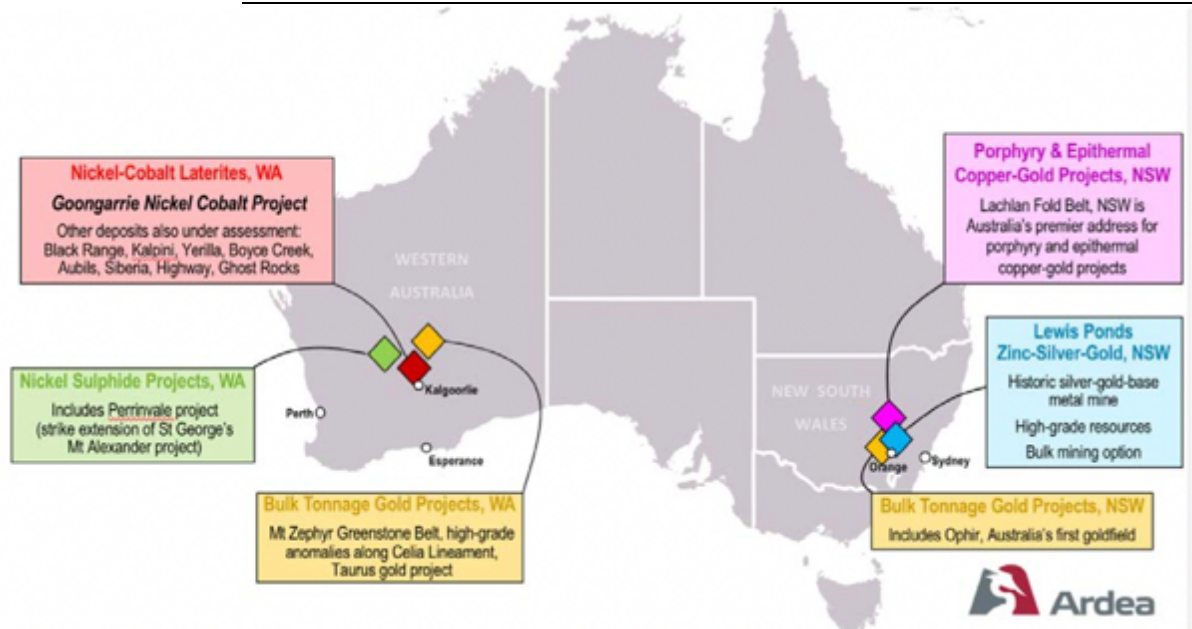 Nickel-Cobalt Laterites, WA
Goongarrie Nickel Cobalt Project
Other deposits also under assessment:
Black Range, Kalpini, Yerilla, Boyce Creek,
Aubils, Siberia, Highway, Ghost Rocks
Nickel Sulphide Projects, WA
Includes Perrinvale project
(strike extension of St George's
Mt Alexander project)
Bulk Tonnage Gold Projects, WA
Mt Zephyr Greenstone Belt, high-grade
anomalies along Celia Lineament,
Taurus gold project
WESTERN
AUSTRALIA
Kalgoorlie
Perth
Esperance
Porphyry & Epithermal
Copper-Gold Projects, NSW
Lachlan Fold Belt, NSW is
Australia's premier address for
porphyry and epithermal
copper-gold projects
Lewis Ponds
Zinc-Silver-Gold, NSW
Historic silver-gold-base
metal mine
High-grade resources
Bulk mining option
NEW SOUTH
WALES
Orange
Sydney
Bulk Tonnage Gold Projects, NSW
Includes Ophir, Australia's first goldfield
Ardea